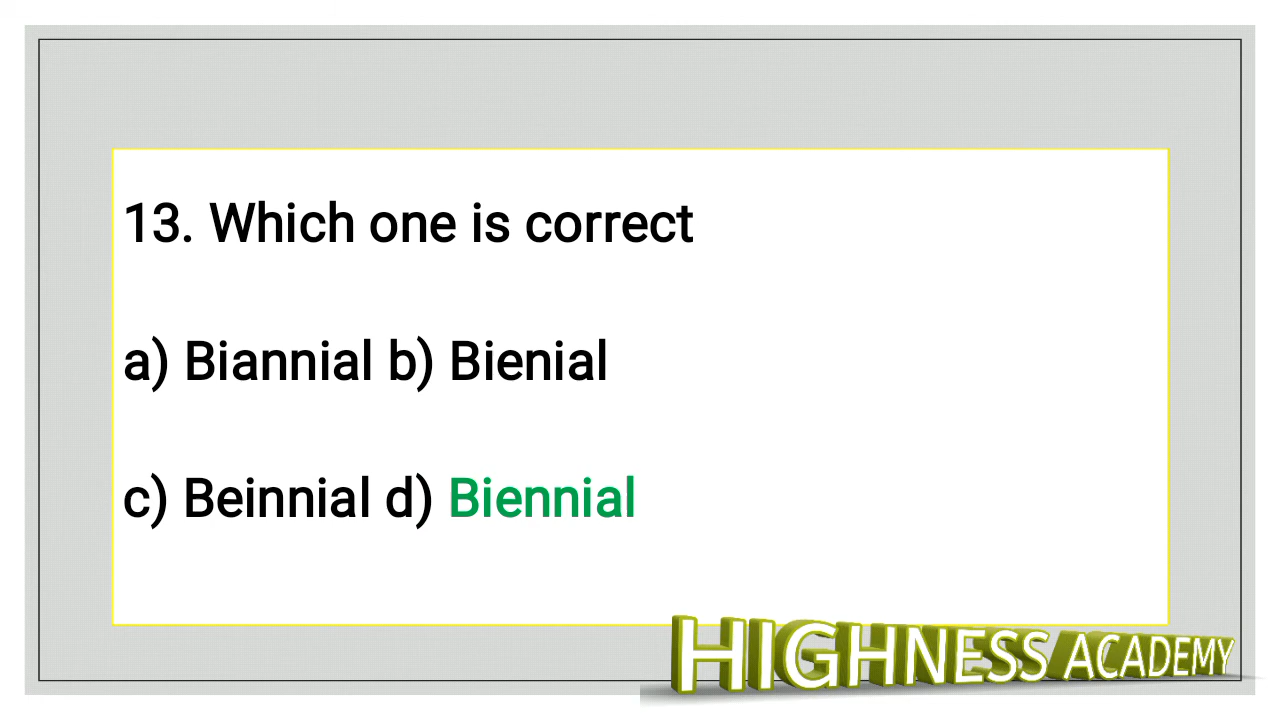 13. Which one is correct
a) Biannial b) Bienial
c) Beinnial d) Biennial
HIGHNESS ACADEMY